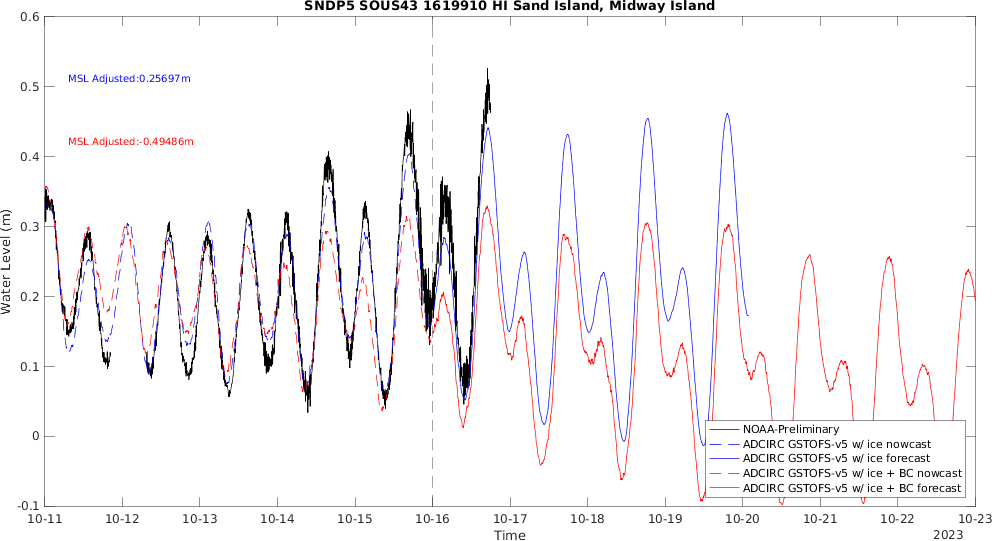 SNDP5 SOUS43 1619910 HI Sand Island, Midway Island
0.6
0.5
0.4
0.3
0.2
0.1
0
-0.1
Water Level (m)
MSL Adjusted:0.25697m
MSL Adjusted:-0.49486m
NOAA-Preliminary
ADCIRC GSTOFS-v5 w/ ice nowcast
ADCIRC GSTOFS-v5 w/ ice forecast
ADCIRC GSTOFS-v5 w/ ice + BC nowcast
ADCIRC GSTOFS-v5 w/ ice + BC forecast
10-11 10-12 10-13 10-14 10-15 10-16 10-17 10-18 10-19 10-20 10-21 10-22 10-23
Time
2023